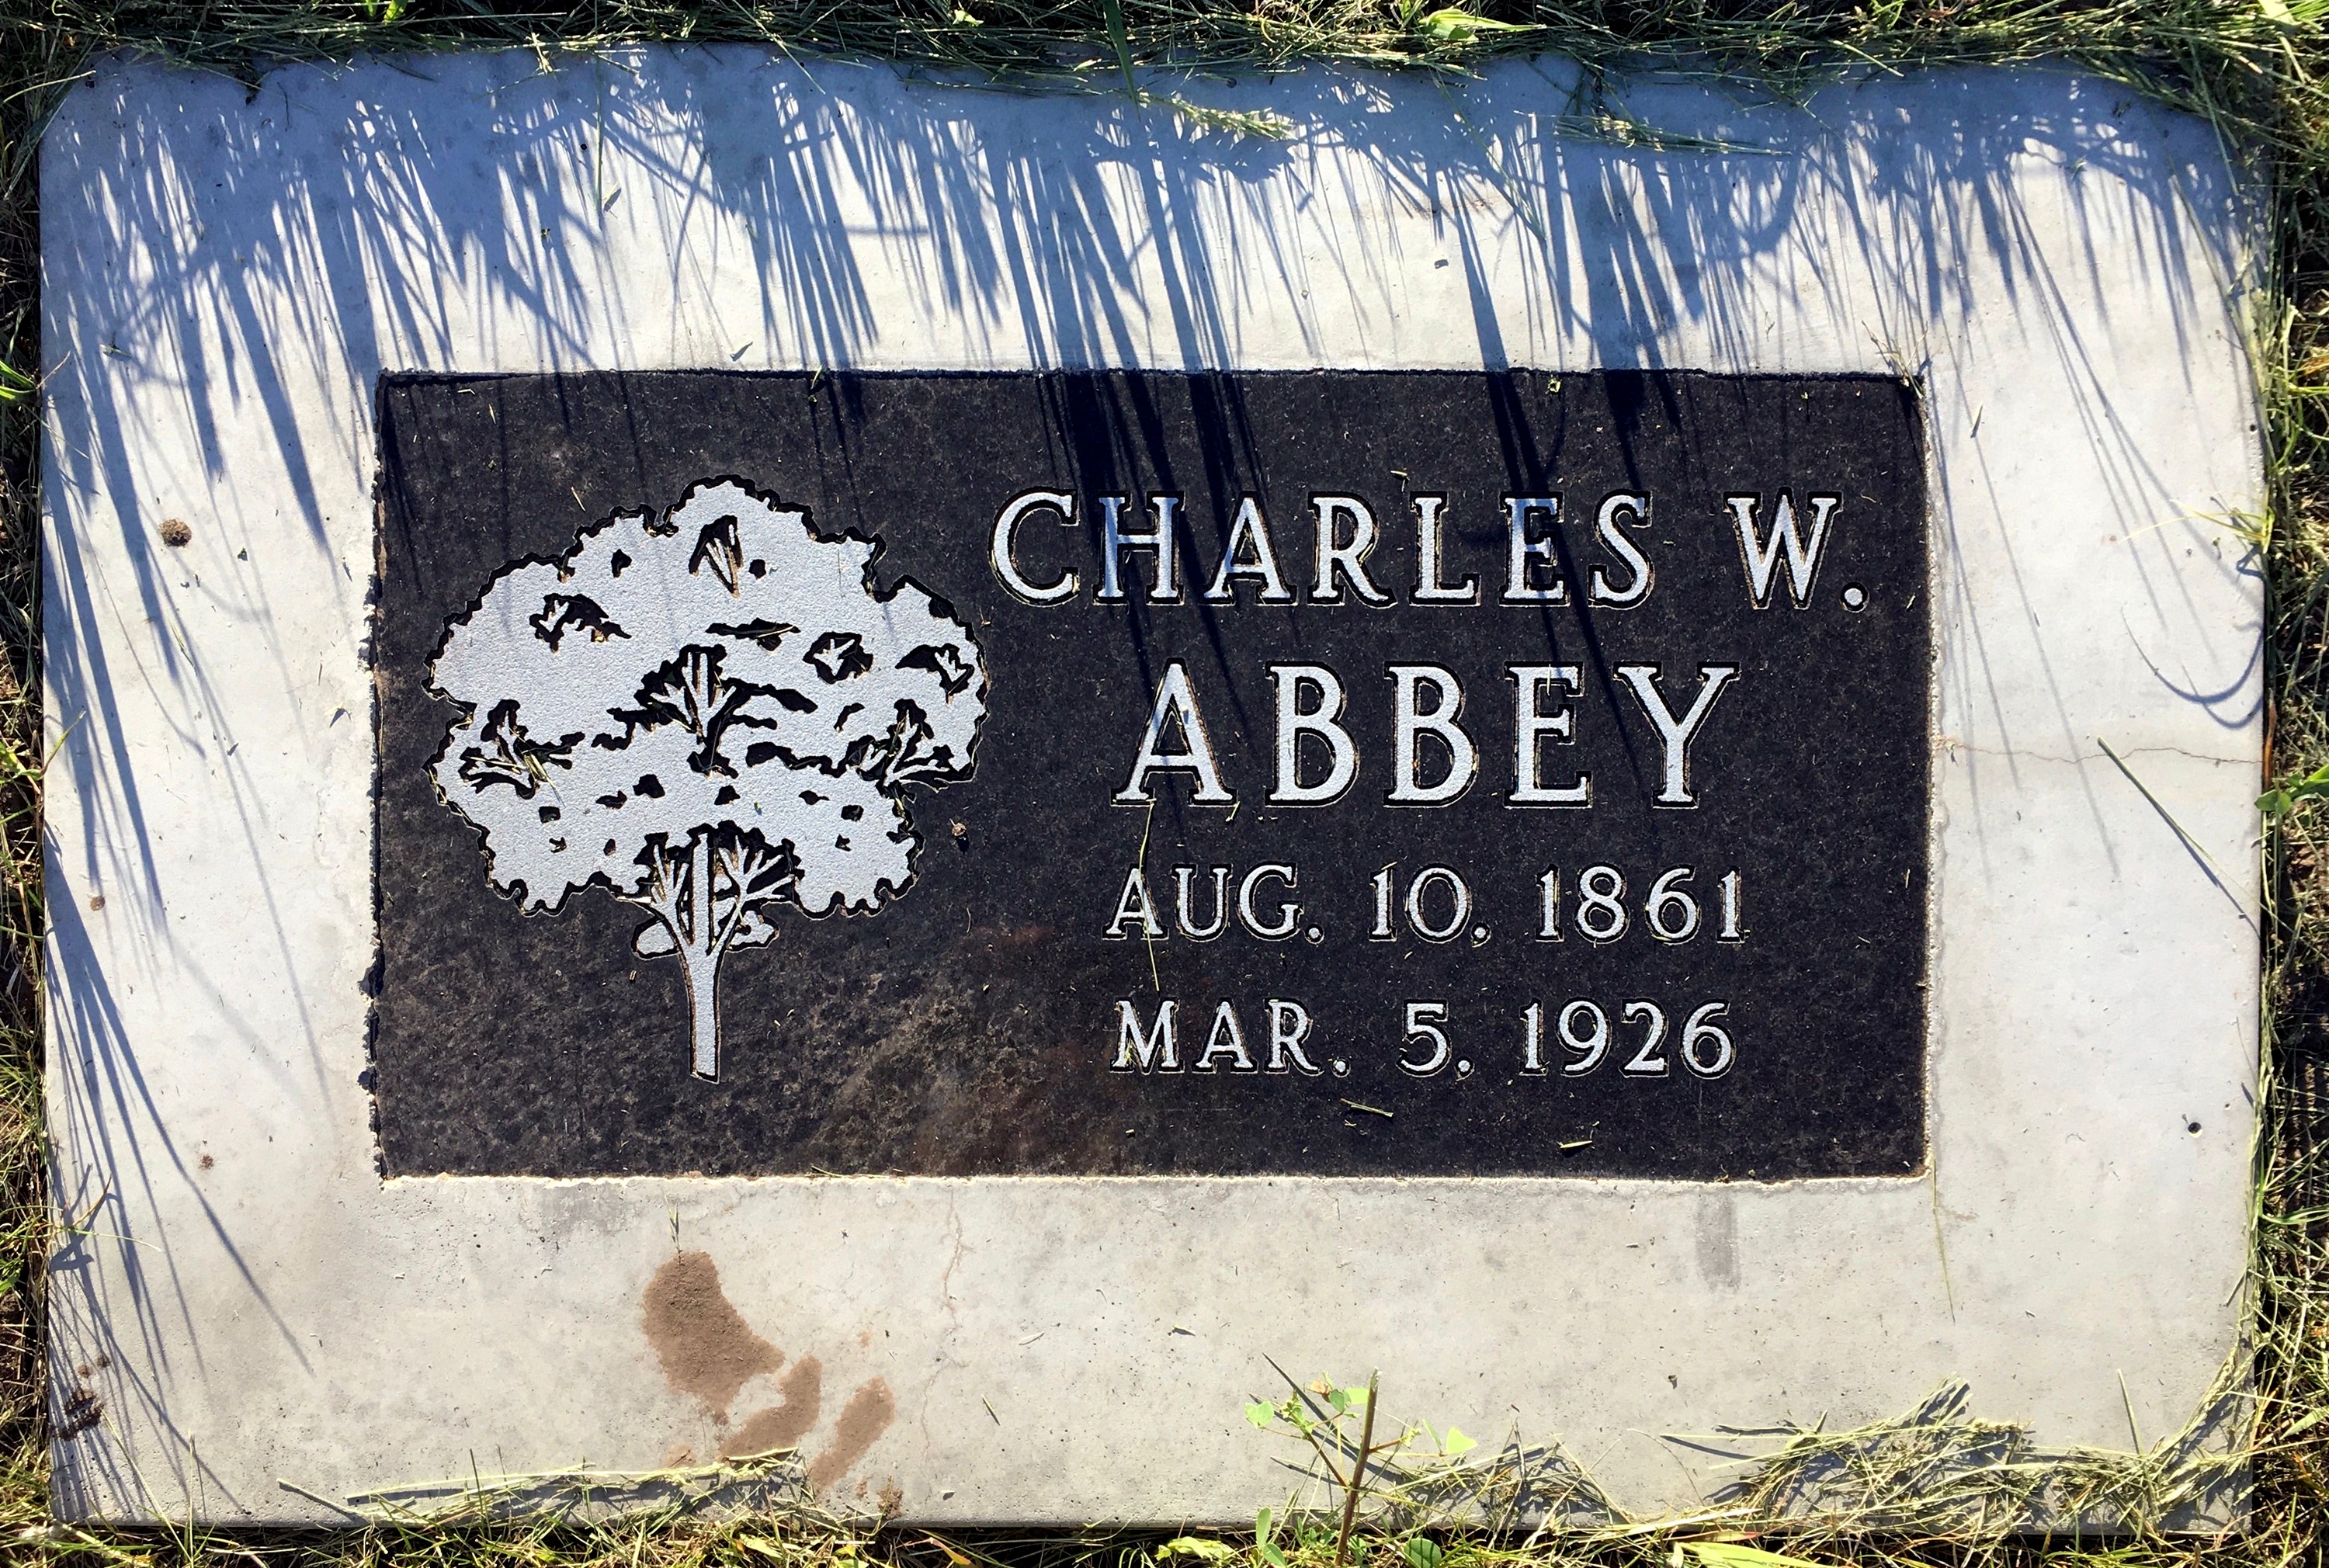 CHARLES W.
ABBEY
AUG. 10, 1861
MAR. 5. 1926